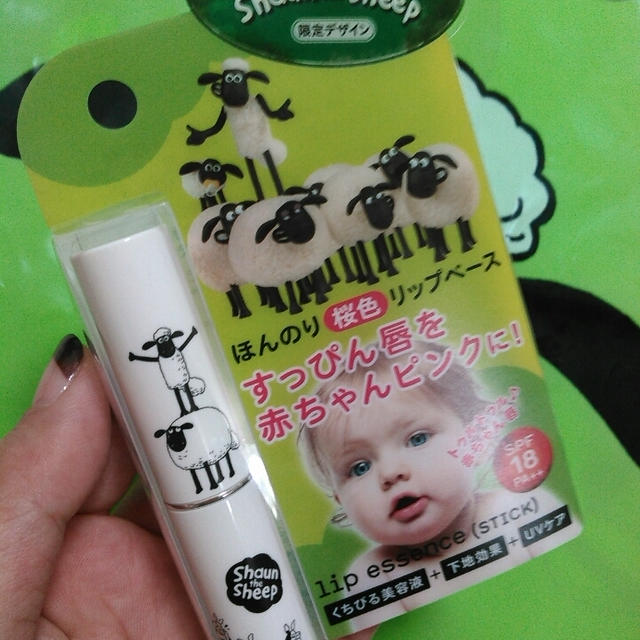 Shaun the Sheep
限定デザイン
ほんのり 桜色 リップベース
すっぴん唇を
赤ちゃんピンクに!
SPF
18
PA++
lip essence (STICK)
くちびる美容液 + 下地効果 + UVケア
Shaun
the
Sheep